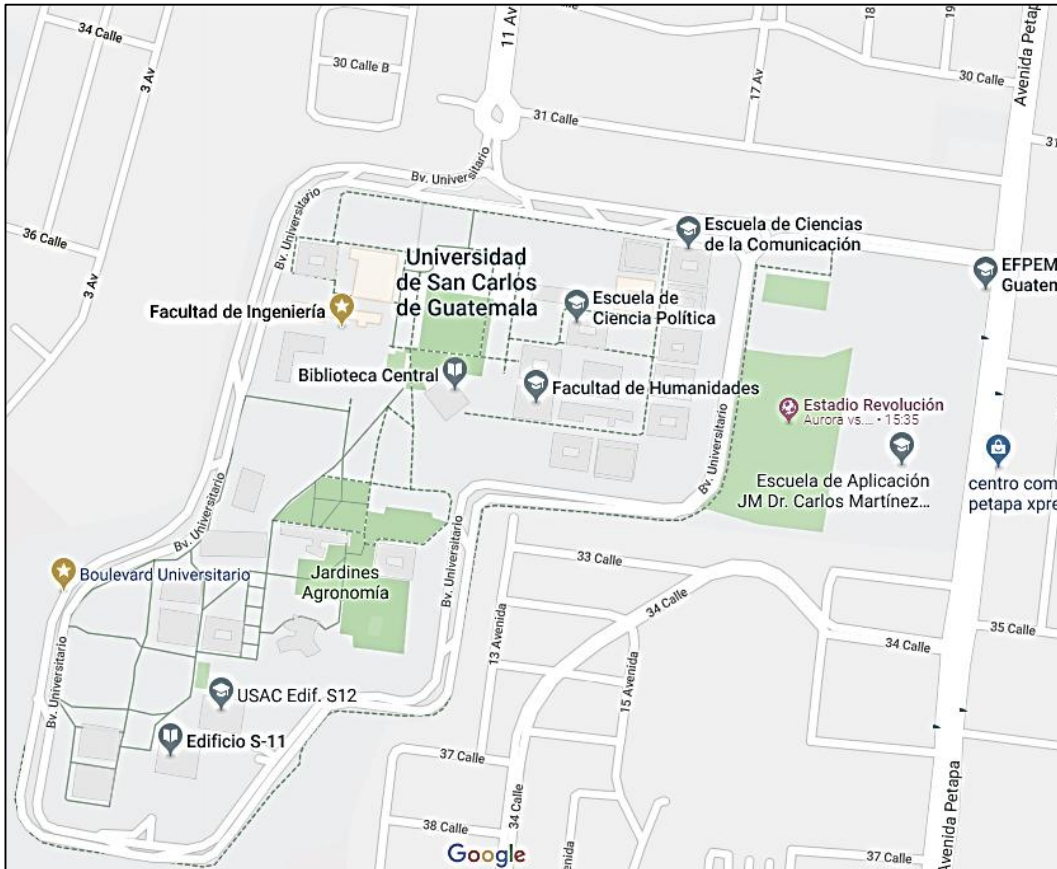 34 Calle
3 Av
30 Calle B
11 Av
18
19
17 Av
30 Calle
Avenida Petapa
31 Calle
31
Bv. Universitario
Bv. Universitario
Bv. Universitario
36 Calle
3 Av
Escuela de Ciencias
de la Comunicación
Universidad
de San Carlos
de Guatemala
EFPEM
Guatem
Facultad de Ingeniería
Escuela de
Ciencia Política
Biblioteca Central
Facultad de Humanidades
Estadio Revolución
Aurora vs.... • 15:35
Bv. Universitario
Escuela de Aplicación
JM Dr. Carlos Martínez...
centro com
petapa xpre
Bv. Universitario
Bv. Universitario
33 Calle
Boulevard Universitario
Jardines
Agronomía
34 Calle
13 Avenida
35 Calle
34 Calle
15 Avenida
Bv. Universitario
USAC Edif. S12
Edificio S-11
37 Calle
34 Calle
38 Calle
enida
Avenida Petapa
37 Calle
Google